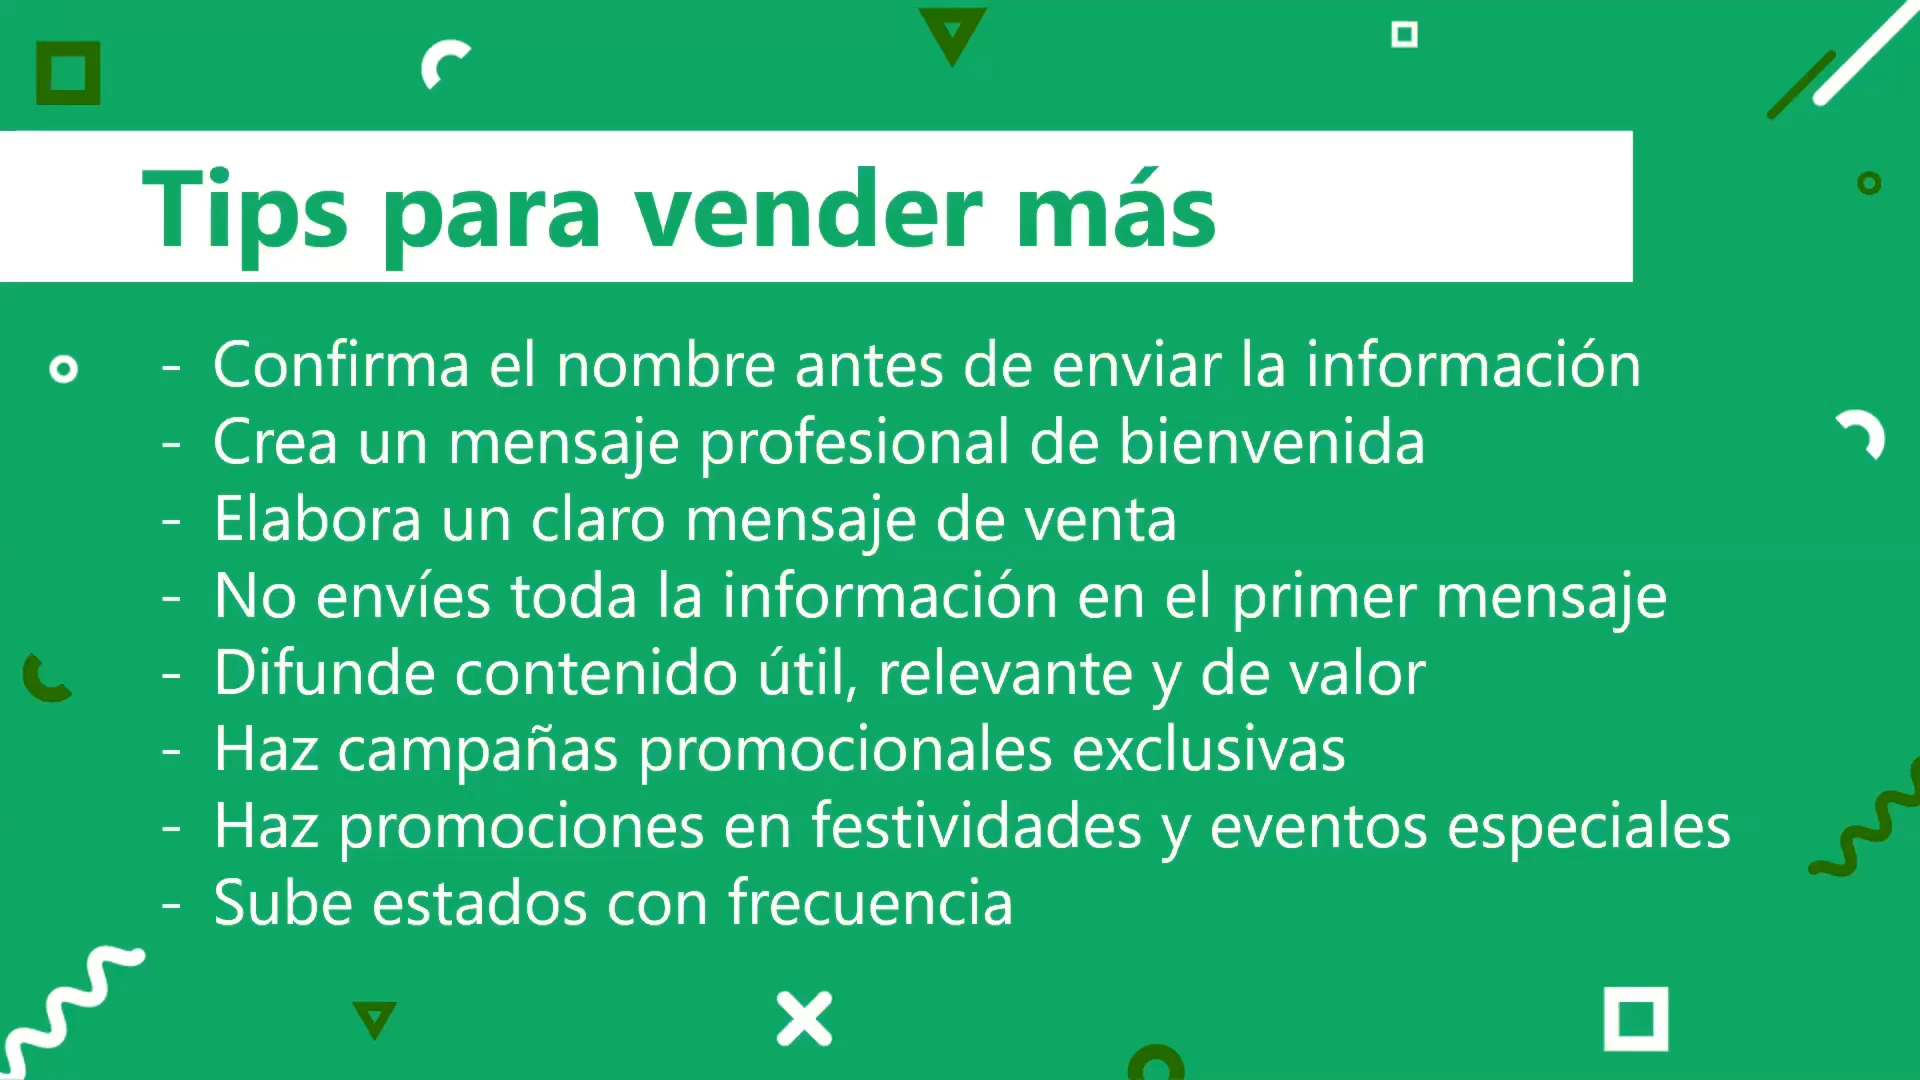 Tips para vender más
- Confirma el nombre antes de enviar la información
- Crea un mensaje profesional de bienvenida
- Elabora un claro mensaje de venta
- No envíes toda la información en el primer mensaje
- Difunde contenido útil, relevante y de valor
- Haz campañas promocionales exclusivas
- Haz promociones en festividades y eventos especiales
- Sube estados con frecuencia